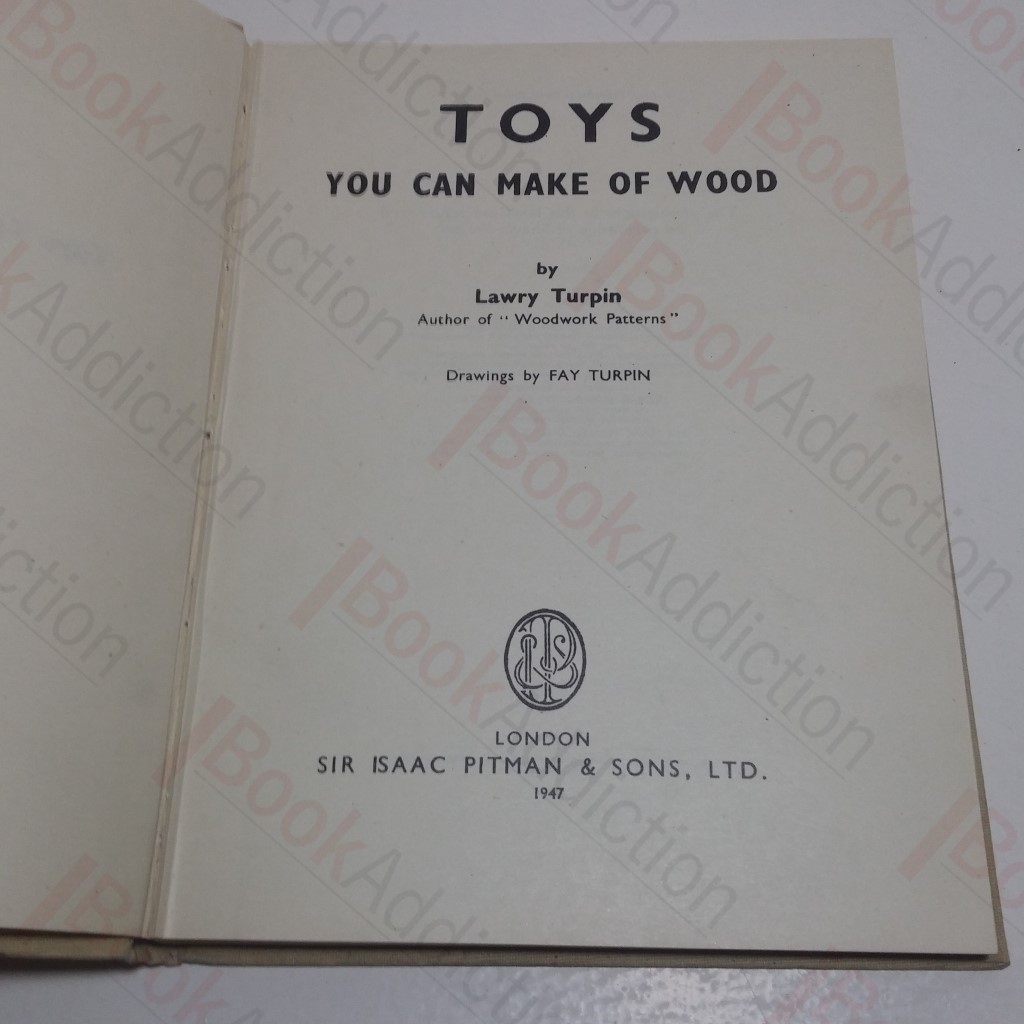 TOYS
YOU CAN MAKE OF WOOD
by
Lawry Turpin
Author of "Woodwork Patterns"
Drawings by FAY TURPIN
LONDON
SIR ISAAC PITMAN & SONS, LTD.
1947
BookAddiction